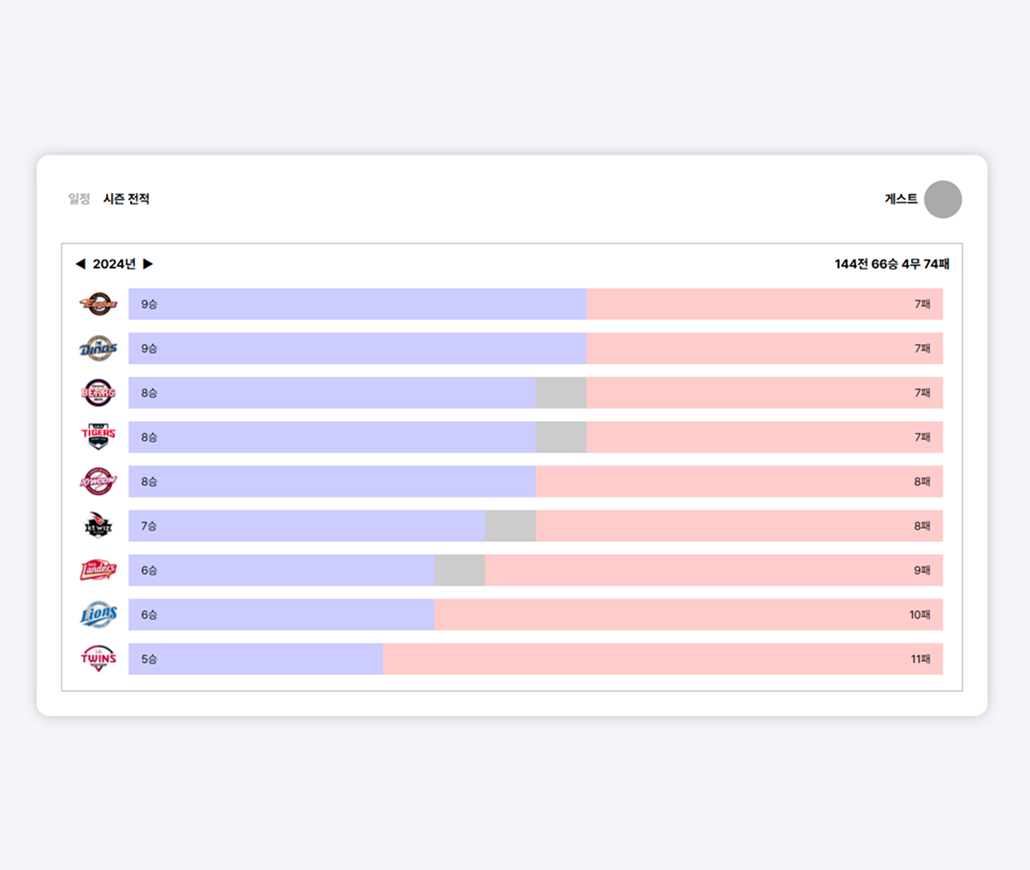 일정 시즌 전적 게스트
◀ 2024년 ▶ 144전 66승 4무 74패
Eagles 9승 7패
DINOS 9승 7패
BEARS 8승 7패
TIGERS 8승 7패
KIWOOM 8승 8패
KT WIZ 7승 8패
Landers 6승 9패
Lions 6승 10패
LG TWINS 5승 11패